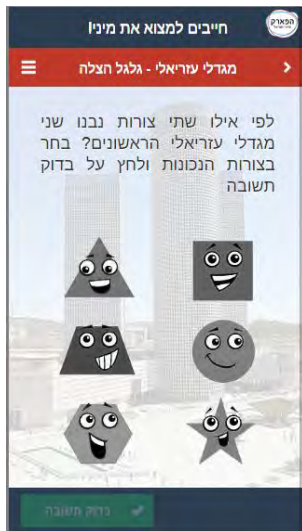 חייבים למצוא את מיני!
הפארק
מגדלי עזריאלי - גלגל הצלה
לפי אילו שתי צורות נבנו שני
מגדלי עזריאלי הראשונים? בחר
בצורות הנכונות ולחץ על בדוק
תשובה
בדוק תשובה